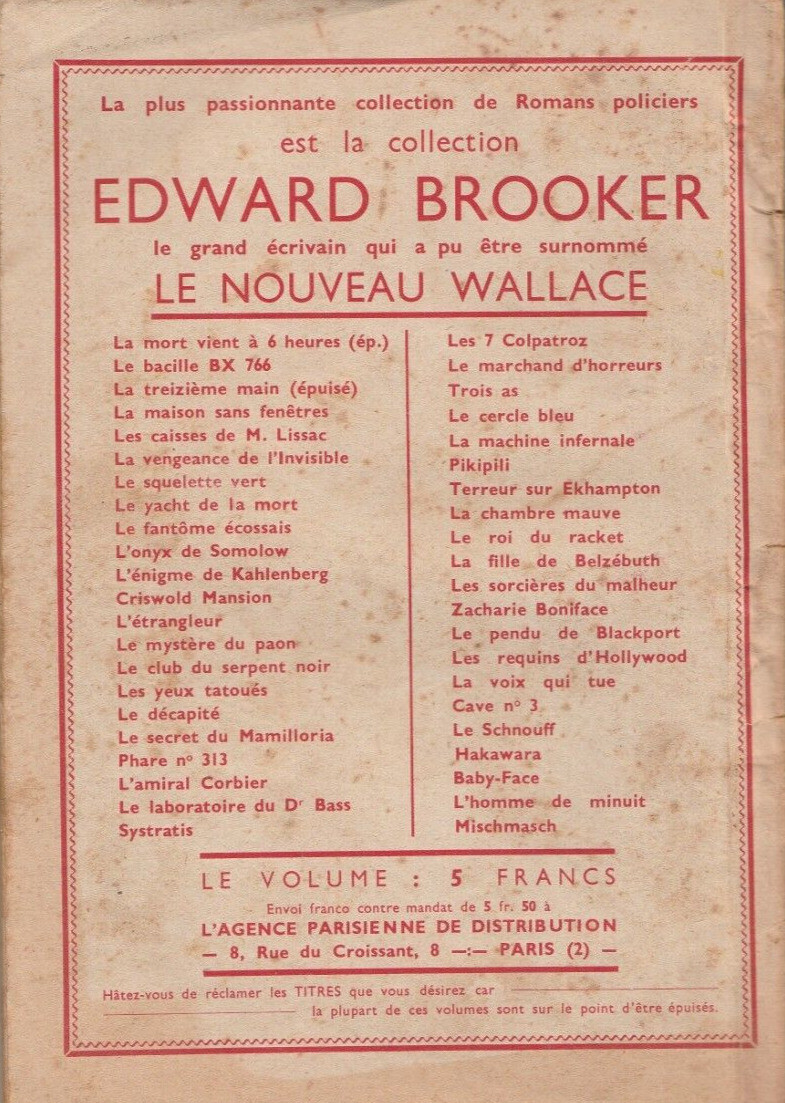 La plus passionnante collection de Romans policiers
est la collection
EDWARD BROOKER
le grand écrivain qui a pu être surnommé
LE NOUVEAU WALLACE
La mort vient à 6 heures (ép.)
Le bacille BX 766
La treizième main (épuisé)
La maison sans fenêtres
Les caisses de M. Lissac
La vengeance de l'Invisible
Le squelette vert
Le yacht de la mort
Le fantôme écossais
L'onyx de Somolow
L'énigme de Kahlenberg
Criswold Mansion
L'étrangleur
Le mystère du paon
Le club du serpent noir
Les yeux tatoués
Le décapité
Le secret du Mamilloria
Phare nº 313
L'amiral Corbier
Le laboratoire du Dr Bass
Systratis
Les 7 Colpatroz
Le marchand d'horreurs
Trois as
Le cercle bleu
La machine infernale
Pikipili
Terreur sur Ekhampton
La chambre mauve
Le roi du racket
La fille de Belzébuth
Les sorcières du malheur
Zacharie Boniface
Le pendu de Blackport
Les requins d'Hollywood
La voix qui tue
Cave nº 3
Le Schnouff
Hakawara
Baby-Face
L'homme de minuit
Mischmasch
LE VOLUME : 5 FRANCS
Envoi franco contre mandat de 5 fr. 50 à
L'AGENCE PARISIENNE DE DISTRIBUTION
— 8, Rue du Croissant, 8 —:— PARIS (2) —
Hâtez-vous de réclamer les TITRES que vous désirez car
la plupart de ces volumes sont sur le point d'être épuisés.